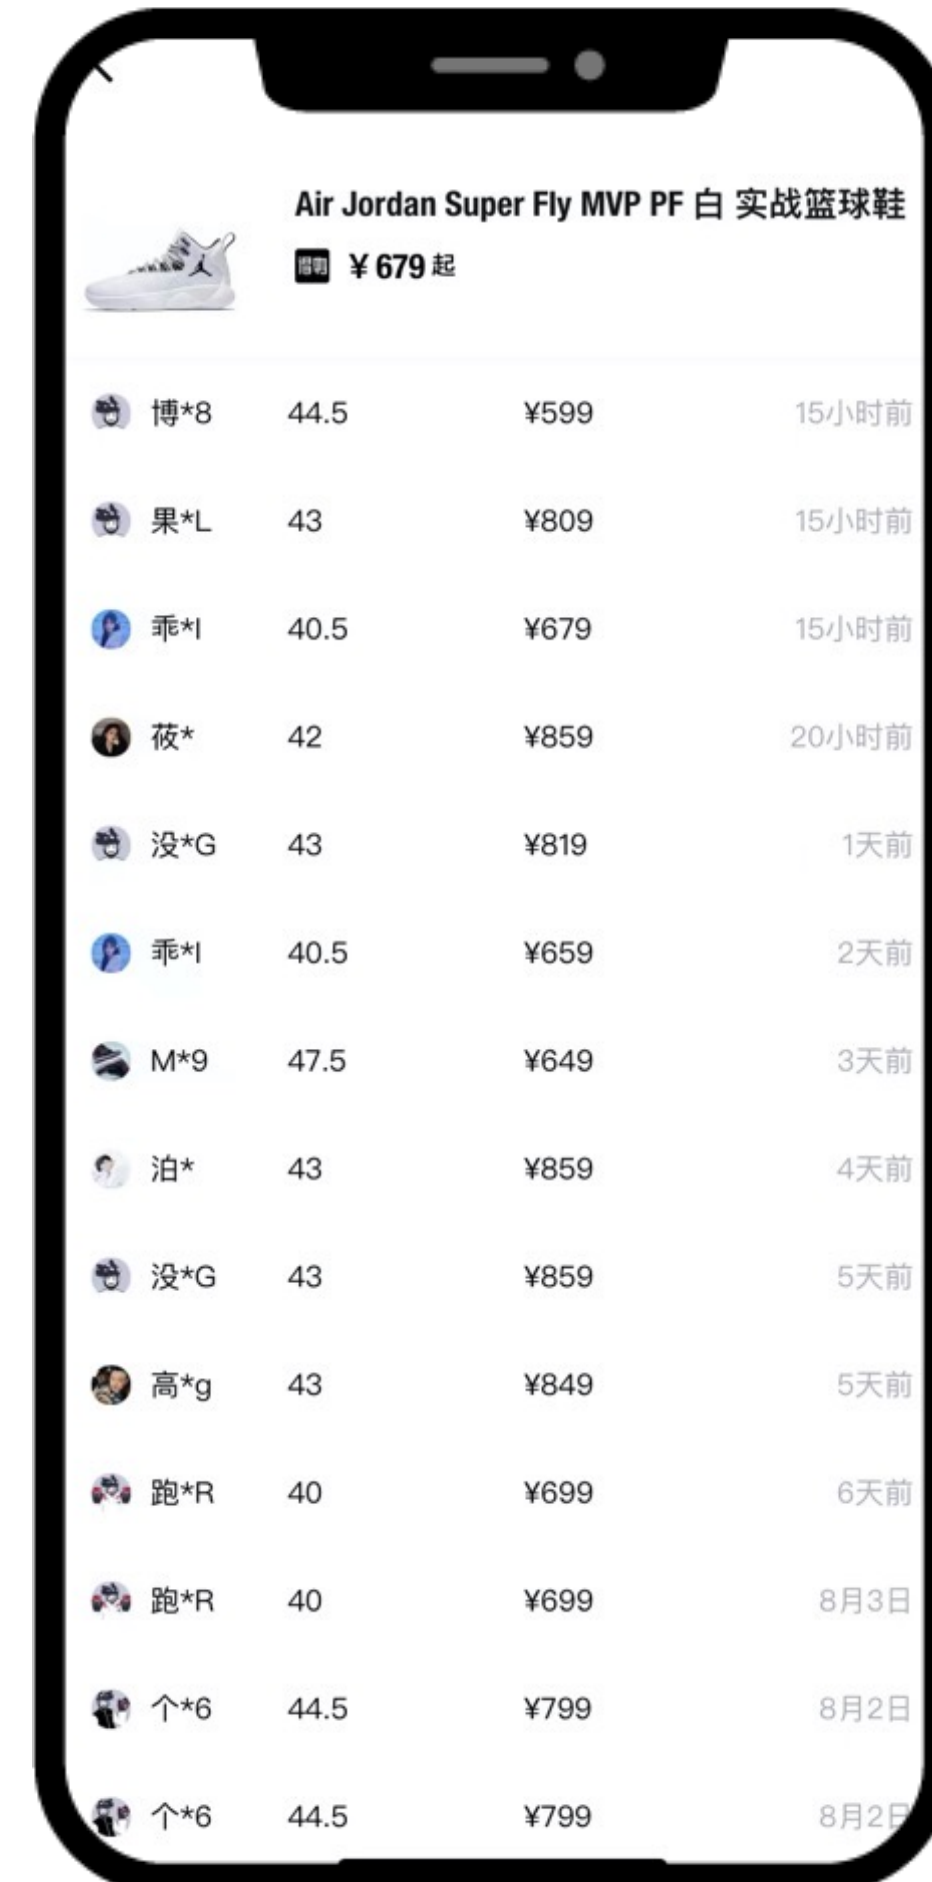 Air Jordan Super Fly MVP PF 白 实战篮球鞋
得物 ¥ 679 起
博*8 44.5 ¥599 15小时前
果*L 43 ¥809 15小时前
乖*I 40.5 ¥679 15小时前
莜* 42 ¥859 20小时前
没*G 43 ¥819 1天前
乖*I 40.5 ¥659 2天前
M*9 47.5 ¥649 3天前
泊* 43 ¥859 4天前
没*G 43 ¥859 5天前
高*g 43 ¥849 5天前
跑*R 40 ¥699 6天前
跑*R 40 ¥699 8月3日
个*6 44.5 ¥799 8月2日
个*6 44.5 ¥799 8月2日